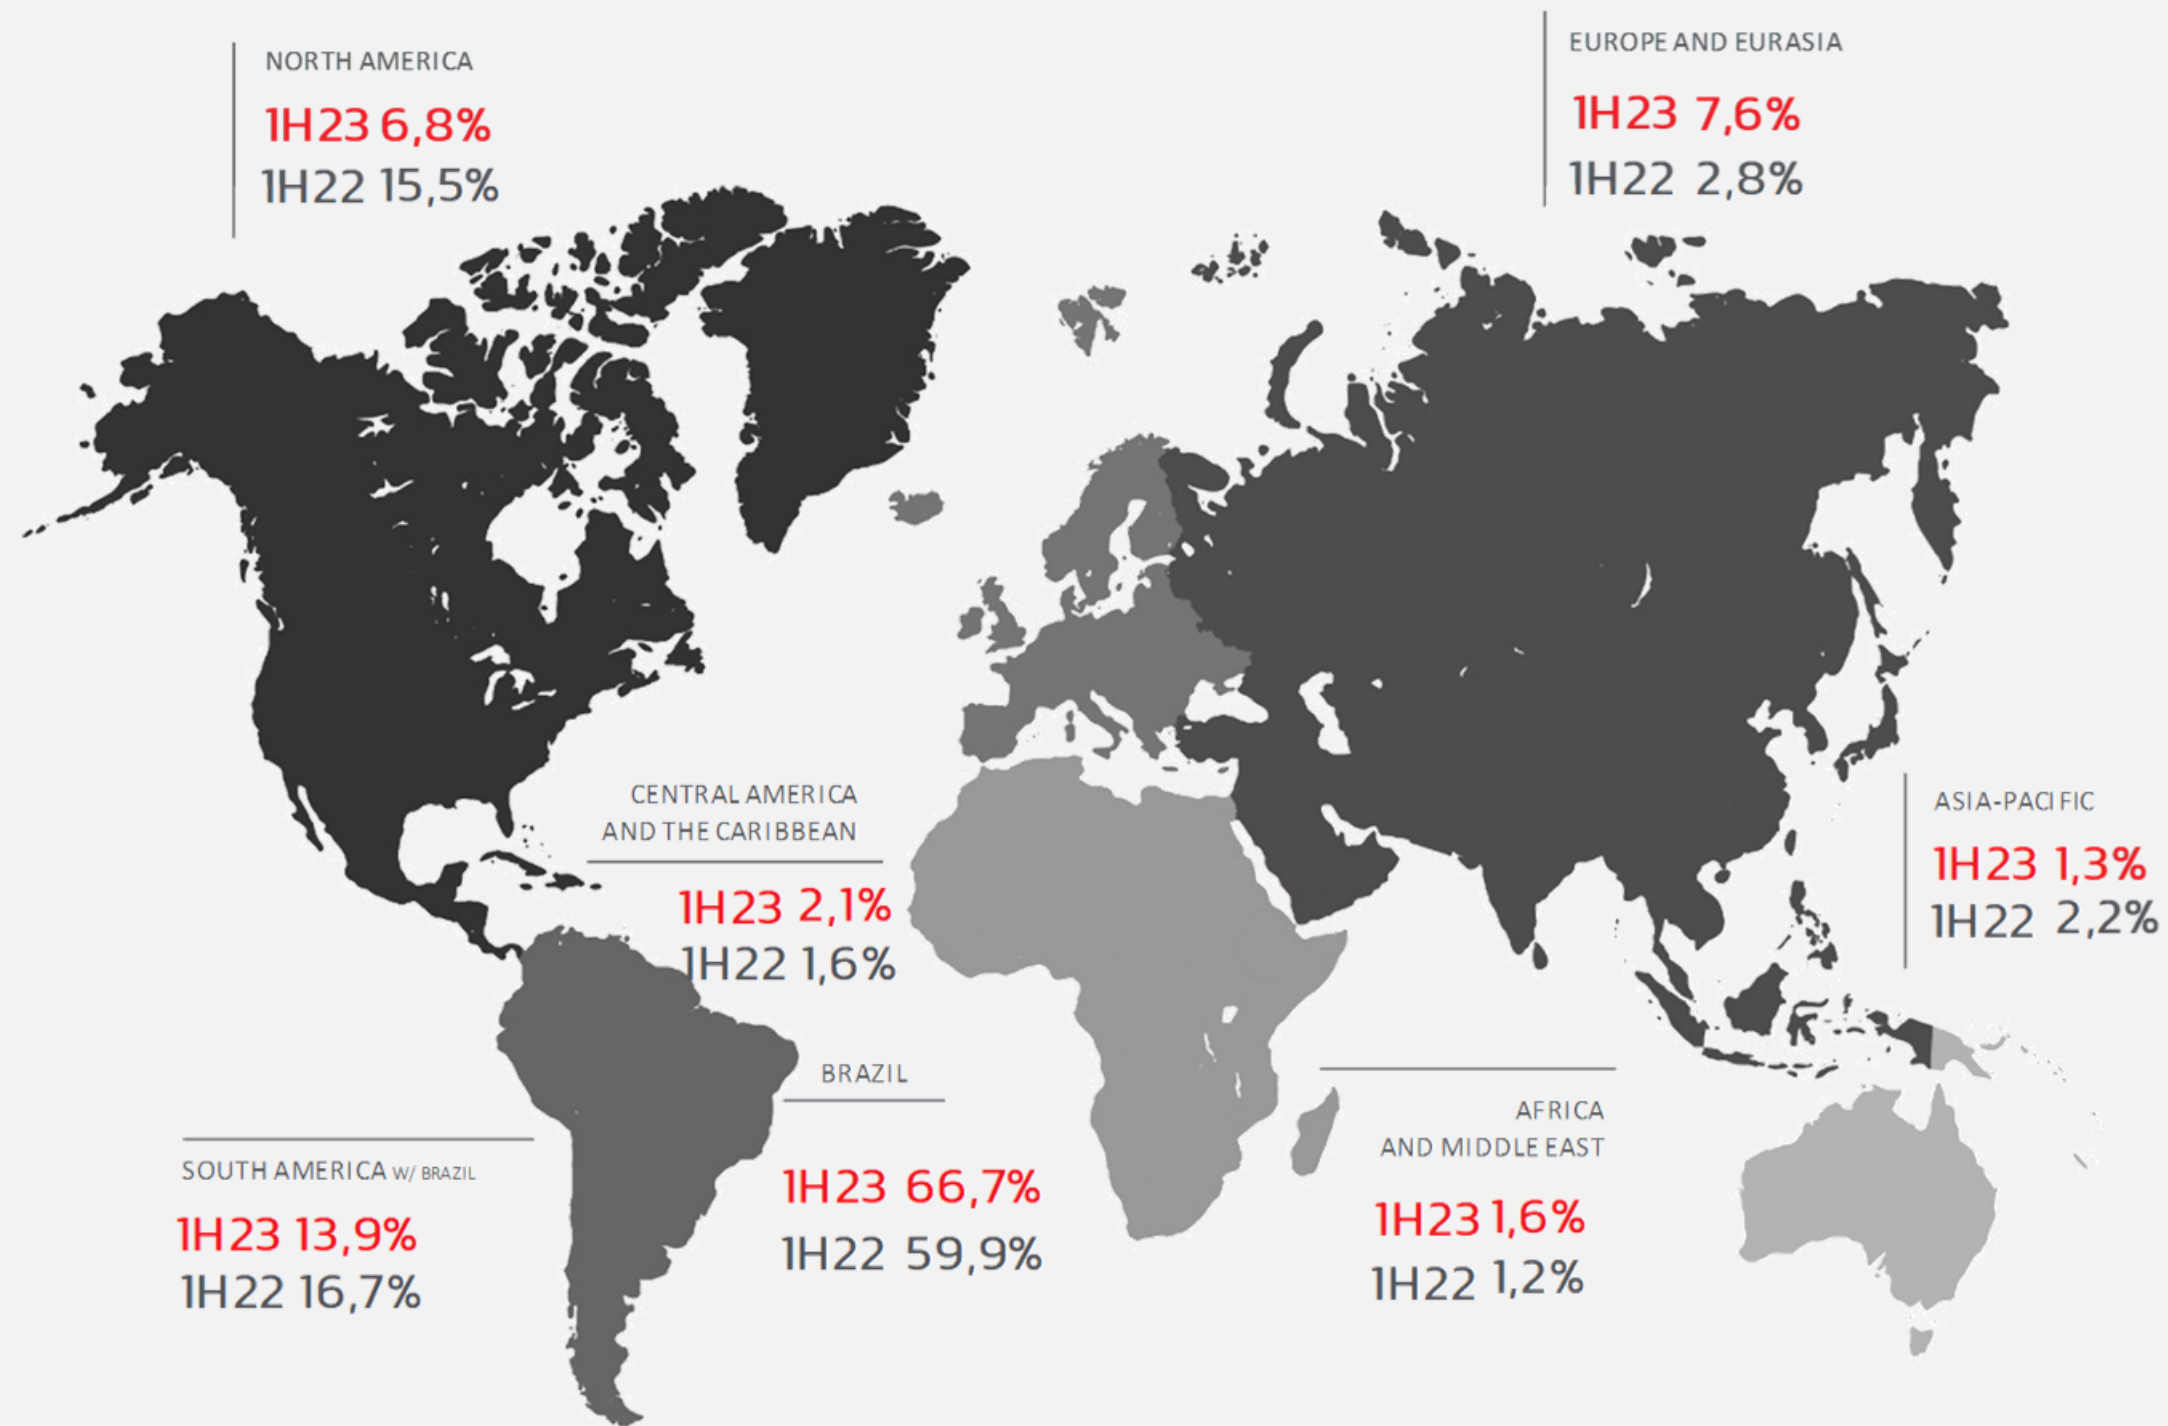 NORTH AMERICA
1H23 6,8%
1H22 15,5%
EUROPE AND EURASIA
1H23 7,6%
1H22 2,8%
CENTRAL AMERICA
AND THE CARIBBEAN
1H23 2,1%
1H22 1,6%
ASIA-PACIFIC
1H23 1,3%
1H22 2,2%
BRAZIL
1H23 66,7%
1H22 59,9%
SOUTH AMERICA W/ BRAZIL
1H23 13,9%
1H22 16,7%
AFRICA
AND MIDDLE EAST
1H23 1,6%
1H22 1,2%